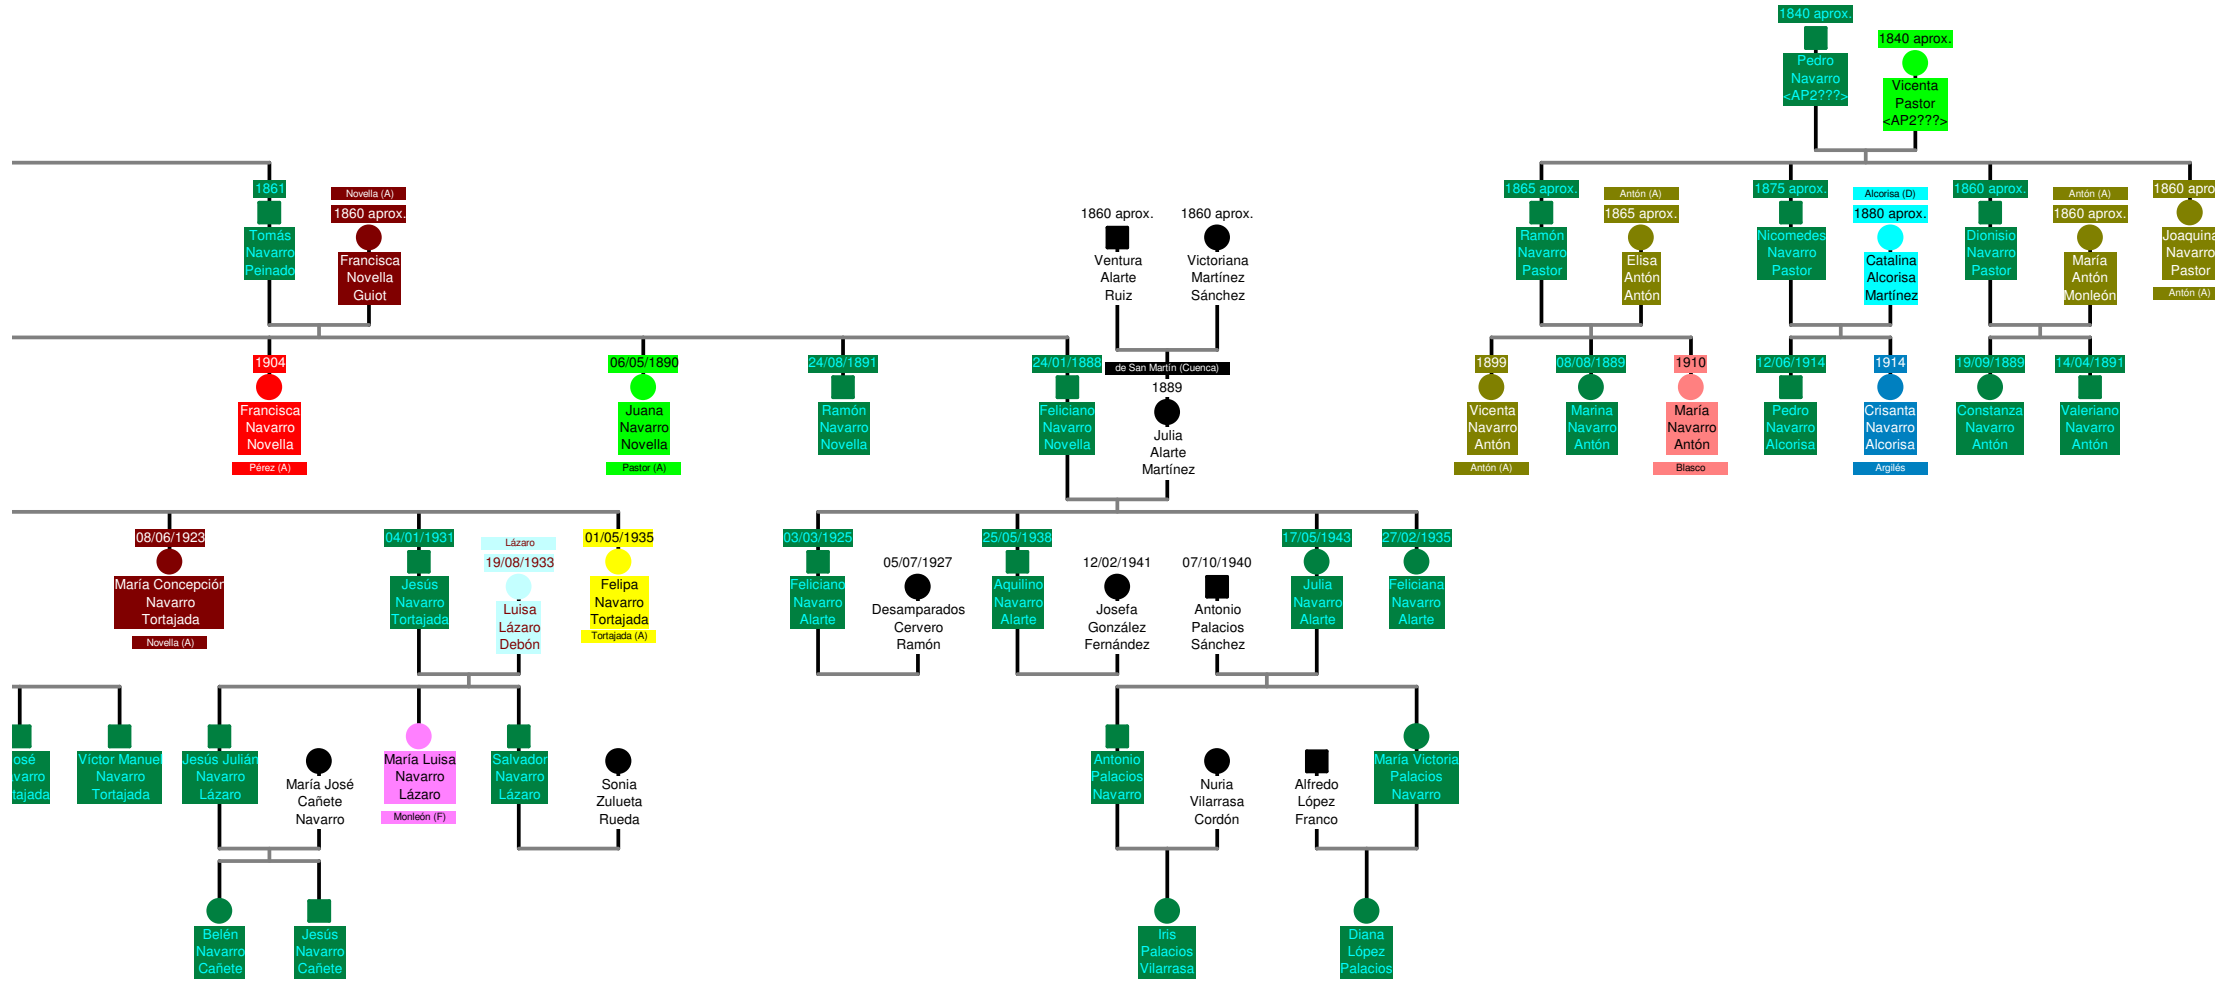 1840 aprox.
Pedro
Navarro
<AP2???>
1840 aprox.
Vicenta
Pastor
<AP2???>
1861
Tomás
Navarro
Peinado
Novella (A)
1860 aprox.
Francisca
Novella
Guiot
1860 aprox.
Ventura
Alarte
Ruiz
1860 aprox.
Victoriana
Martínez
Sánchez
1865 aprox.
Ramón
Navarro
Pastor
Antón (A)
1865 aprox.
Elisa
Antón
Antón
1875 aprox.
Nicomedes
Navarro
Pastor
Alcorisa (D)
1880 aprox.
Catalina
Alcorisa
Martínez
1860 aprox.
Dionisio
Navarro
Pastor
Antón (A)
1860 aprox.
María
Antón
Monleón
1860 apro
Joaquina
Navarro
Pastor
Antón (A)
1904
Francisca
Navarro
Novella
Pérez (A)
06/05/1890
Juana
Navarro
Novella
Pastor (A)
24/08/1891
Ramón
Navarro
Novella
24/01/1888
Feliciano
Navarro
Novella
de San Martín (Cuenca)
1889
Julia
Alarte
Martínez
1899
Vicenta
Navarro
Antón
Antón (A)
08/08/1889
Marina
Navarro
Antón
1910
María
Navarro
Antón
Blasco
12/06/1914
Pedro
Navarro
Alcorisa
1914
Crisanta
Navarro
Alcorisa
Argilés
19/09/1889
Constanza
Navarro
Antón
14/04/1891
Valeriano
Navarro
Antón
08/06/1923
María Concepción
Navarro
Tortajada
Novella (A)
04/01/1931
Jesús
Navarro
Tortajada
Lázaro
19/08/1933
Luisa
Lázaro
Debón
01/05/1935
Felipa
Navarro
Tortajada
Tortajada (A)
03/03/1925
Feliciano
Navarro
Alarte
05/07/1927
Desamparados
Cervero
Ramón
25/05/1938
Aquilino
Navarro
Alarte
12/02/1941
Josefa
González
Fernández
07/10/1940
Antonio
Palacios
Sánchez
17/05/1943
Julia
Navarro
Alarte
27/02/1935
Feliciana
Navarro
Alarte
osé
varro
tajada
Víctor Manuel
Navarro
Tortajada
Jesús Julián
Navarro
Lázaro
María José
Cañete
Navarro
María Luisa
Navarro
Lázaro
Monleón (F)
Salvador
Navarro
Lázaro
Sonia
Zulueta
Rueda
Antonio
Palacios
Navarro
Nuria
Vilarrasa
Cordón
Alfredo
López
Franco
María Victoria
Palacios
Navarro
Belén
Navarro
Cañete
Jesús
Navarro
Cañete
Iris
Palacios
Vilarrasa
Diana
López
Palacios